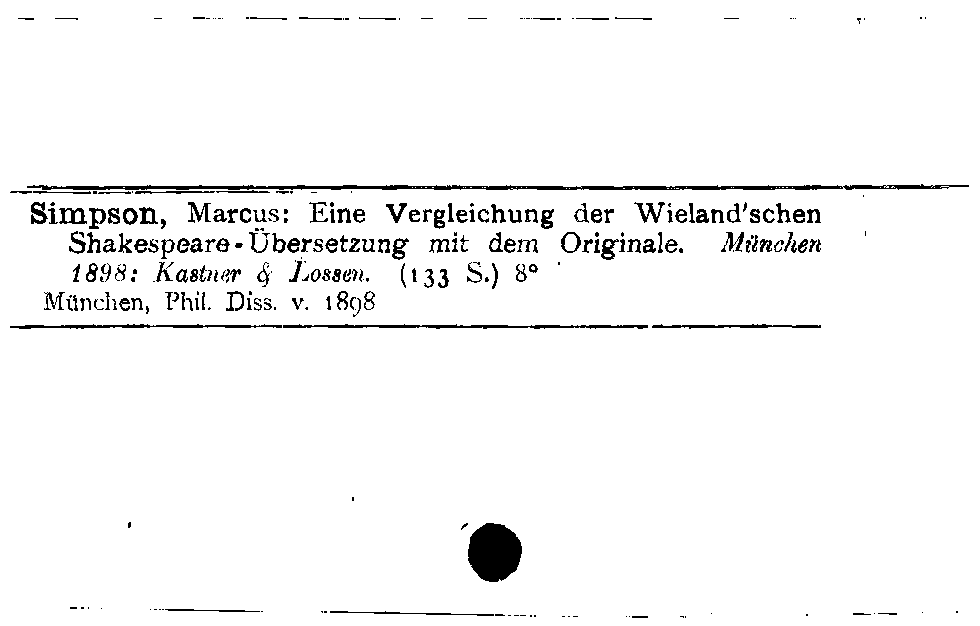 Simpson, Marcus: Eine Vergleichung der Wieland'schen
Shakespeare-Übersetzung mit dem Originale. München
1898: Kastner & Lossen. (133 S.) 8°
München, Phil. Diss. v. 1898